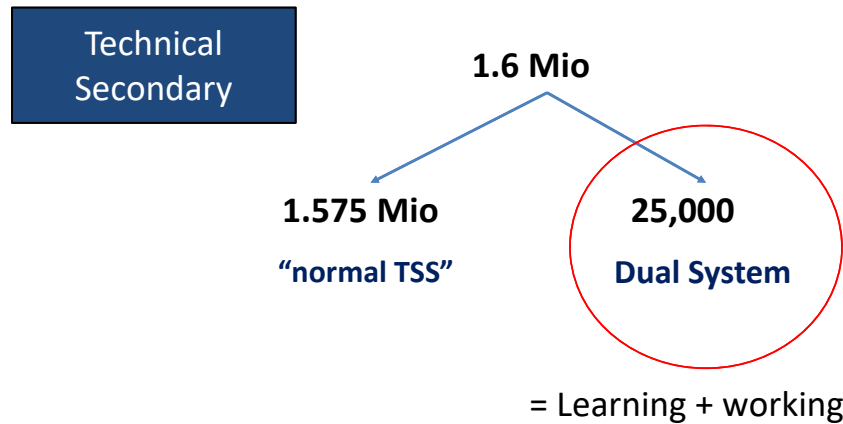 Technical
Secondary
1.6 Mio
1.575 Mio
25,000
“normal TSS”
Dual System
= Learning + working